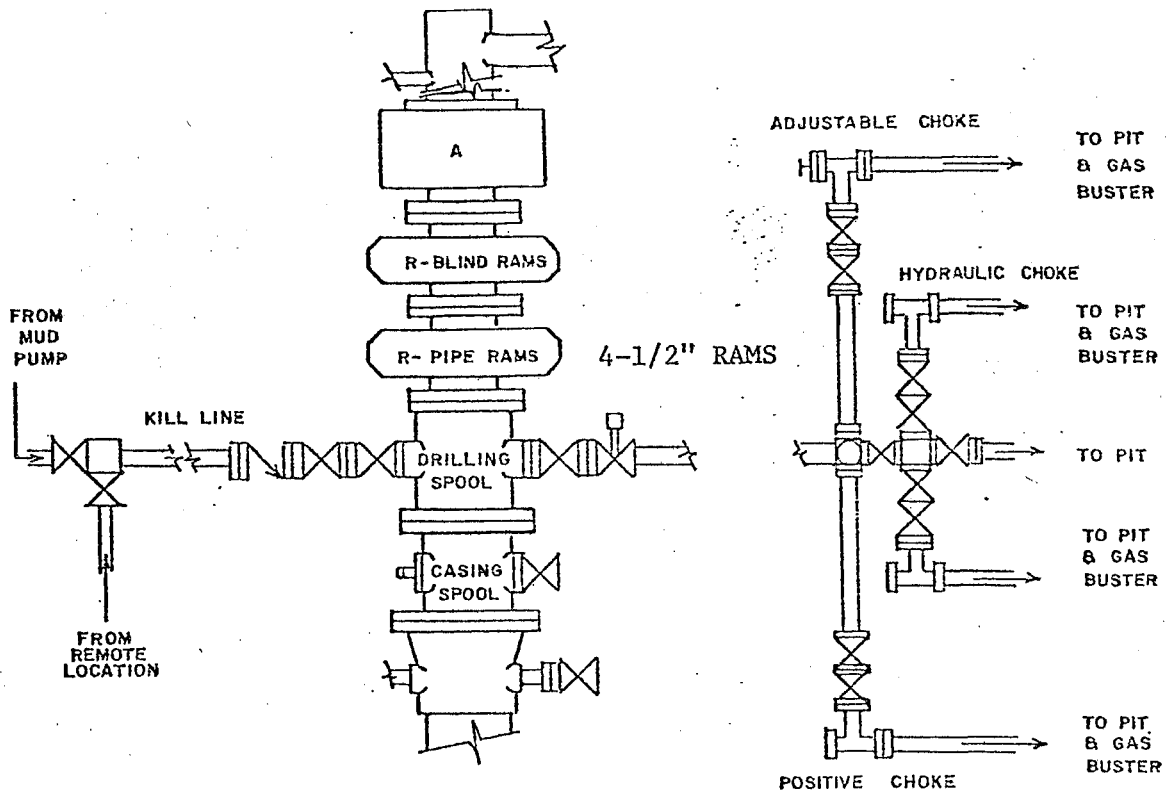 A
R-BLIND RAMS
R- PIPE RAMS
4-1/2" RAMS
FROM
MUD
PUMP
KILL LINE
DRILLING
SPOOL
CASING
SPOOL
FROM
REMOTE
LOCATION
ADJUSTABLE CHOKE
TO PIT
& GAS
BUSTER
HYDRAULIC CHOKE
TO PIT
& GAS
BUSTER
TO PIT
TO PIT
& GAS
BUSTER
TO PIT
& GAS
BUSTER
POSITIVE CHOKE